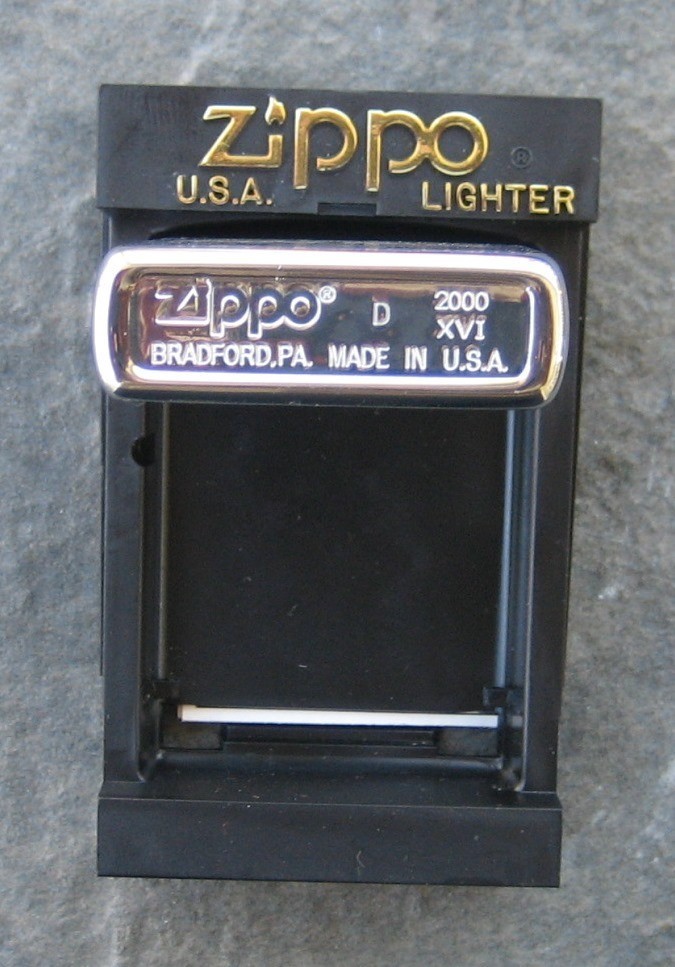 Zippo ®
U.S.A. LIGHTER
Zippo® D 2000
XVI
BRADFORD,PA. MADE IN U.S.A.